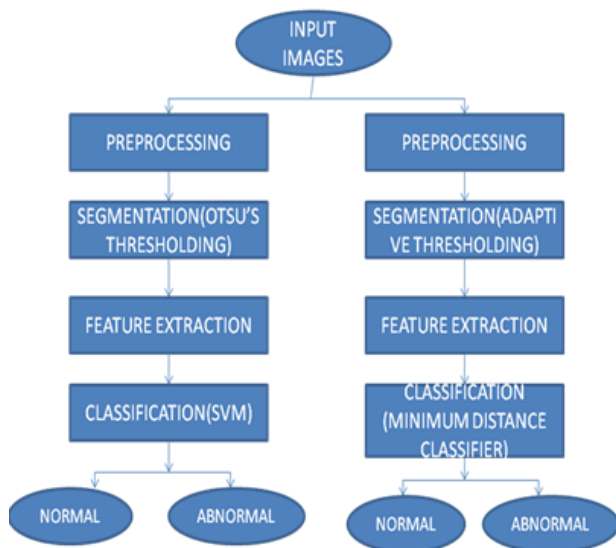 INPUT
IMAGES
PREPROCESSING
SEGMENTATION(OTSU'S
THRESHOLDING)
FEATURE EXTRACTION
CLASSIFICATION(SVM)
NORMAL
ABNORMAL
PREPROCESSING
SEGMENTATION(ADAPTI
VE THRESHOLDING)
FEATURE EXTRACTION
CLASSIFICATION
(MINIMUM DISTANCE
CLASSIFIER)
NORMAL
ABNORMAL